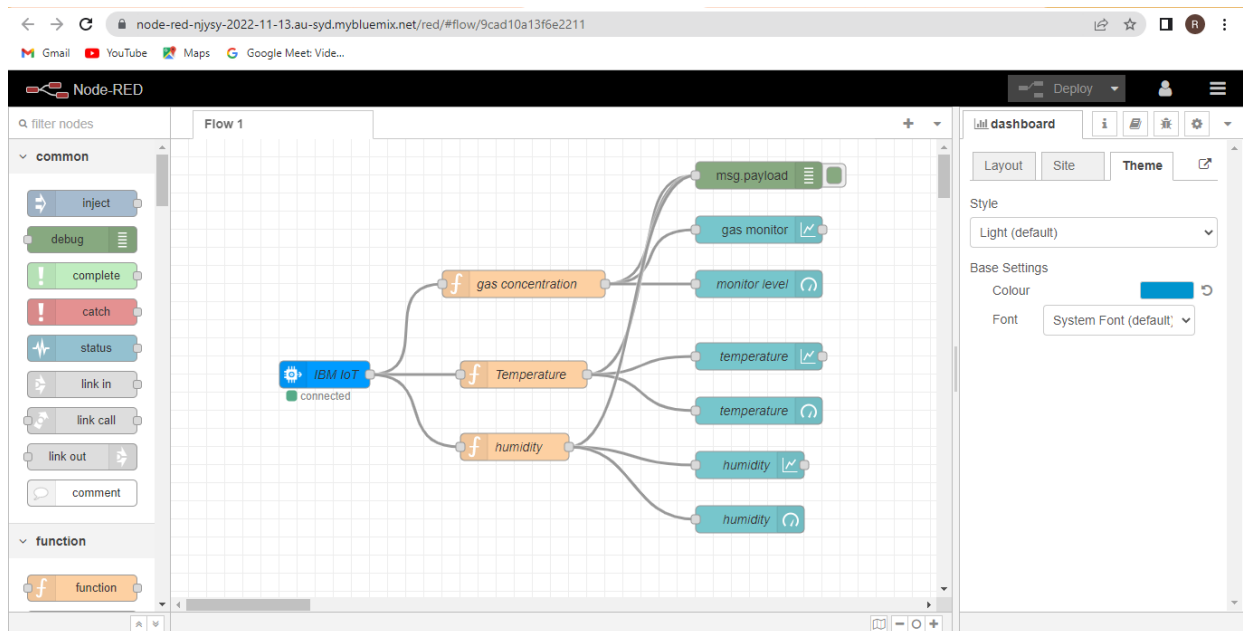 node-red-njysy-2022-11-13.au-syd.mybluemix.net/red/#flow/9cad10a13f6e2211
R
Gmail YouTube Maps Google Meet: Vide...
Node-RED
Deploy
filter nodes
common
inject
debug
complete
catch
status
link in
link call
link out
comment
function
function
Flow 1
IBM IoT
connected
gas concentration
Temperature
humidity
msg.payload
gas monitor
monitor level
temperature
temperature
humidity
humidity
dashboard
Layout Site Theme
Style
Light (default)
Base Settings
Colour
Font System Font (default)